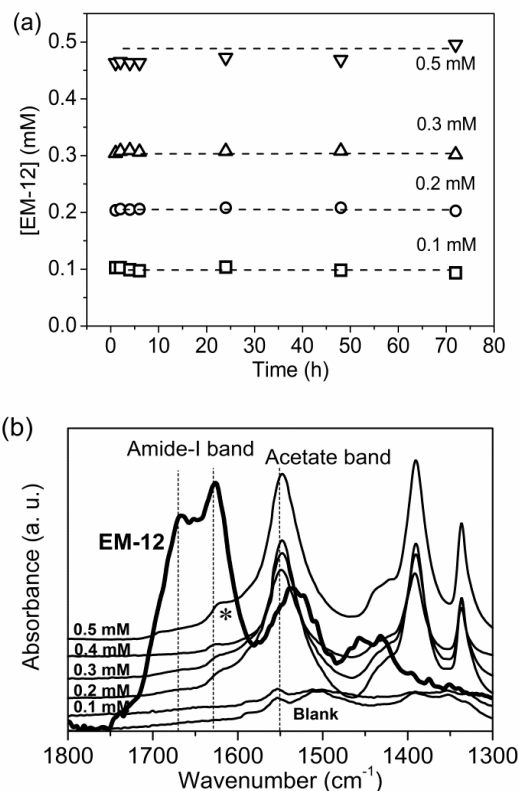 (a)
0.5
0.4
0.3
0.2
0.1
0.0
[EM-12] (mM)
0.5 mM
0.3 mM
0.2 mM
0.1 mM
0 10 20 30 40 50 60 70 80
Time (h)
(b)
Amide-I band
Acetate band
EM-12
*
0.5 mM
0.4 mM
0.3 mM
0.2 mM
0.1 mM
Blank
Absorbance (a. u.)
1800 1700 1600 1500 1400 1300
Wavenumber (cm⁻¹)